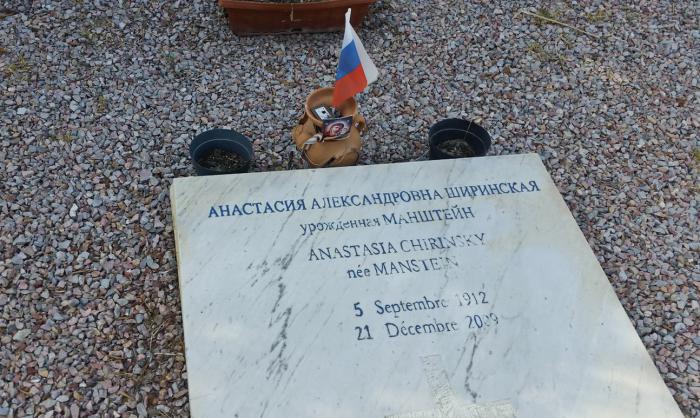 АНАСТАСИЯ АЛЕКСАНДРОВНА ШИРИНСКАЯ
урожденная МАНШТЕЙН
ANASTASIA CHIRINSKY
née MANSTEIN
5 Septembre 1912
21 Décembre 2009